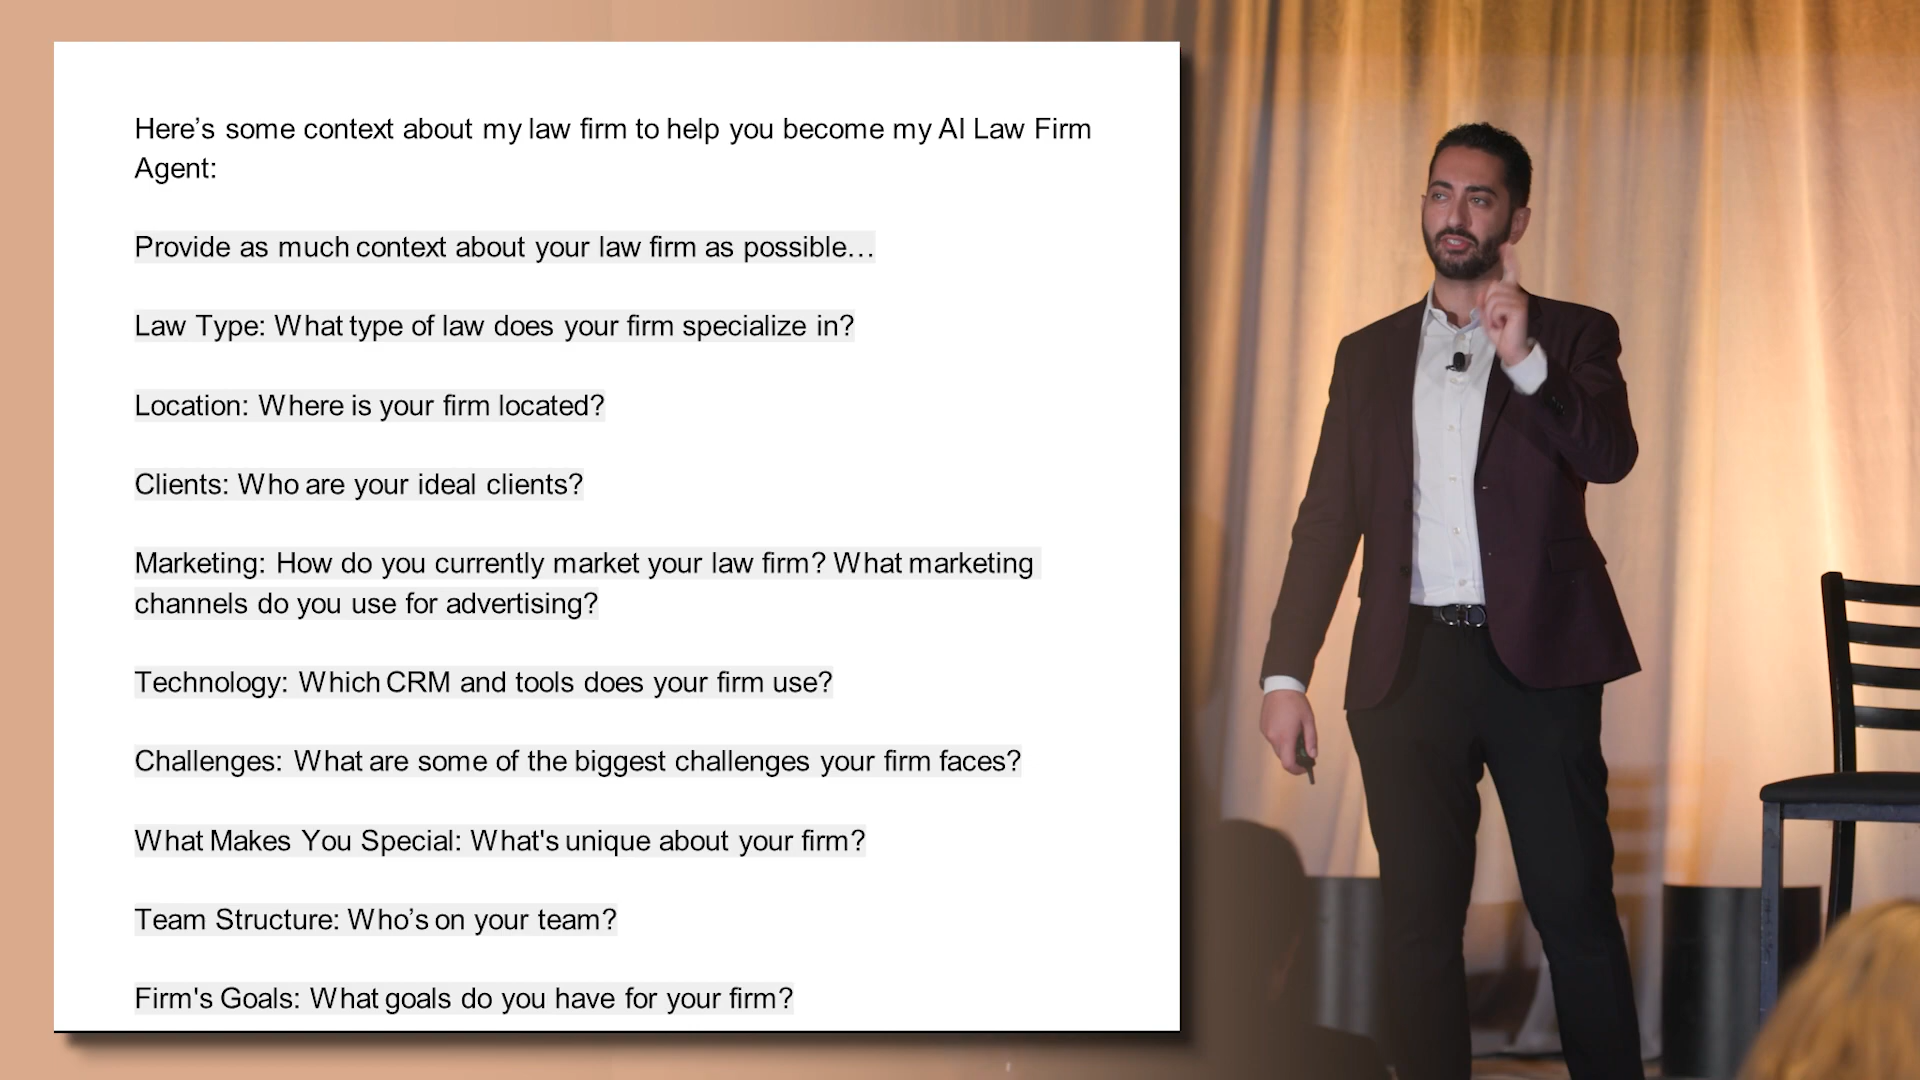 Here’s some context about my law firm to help you become my AI Law Firm
Agent:
Provide as much context about your law firm as possible…
Law Type: What type of law does your firm specialize in?
Location: Where is your firm located?
Clients: Who are your ideal clients?
Marketing: How do you currently market your law firm? What marketing
channels do you use for advertising?
Technology: Which CRM and tools does your firm use?
Challenges: What are some of the biggest challenges your firm faces?
What Makes You Special: What's unique about your firm?
Team Structure: Who’s on your team?
Firm's Goals: What goals do you have for your firm?